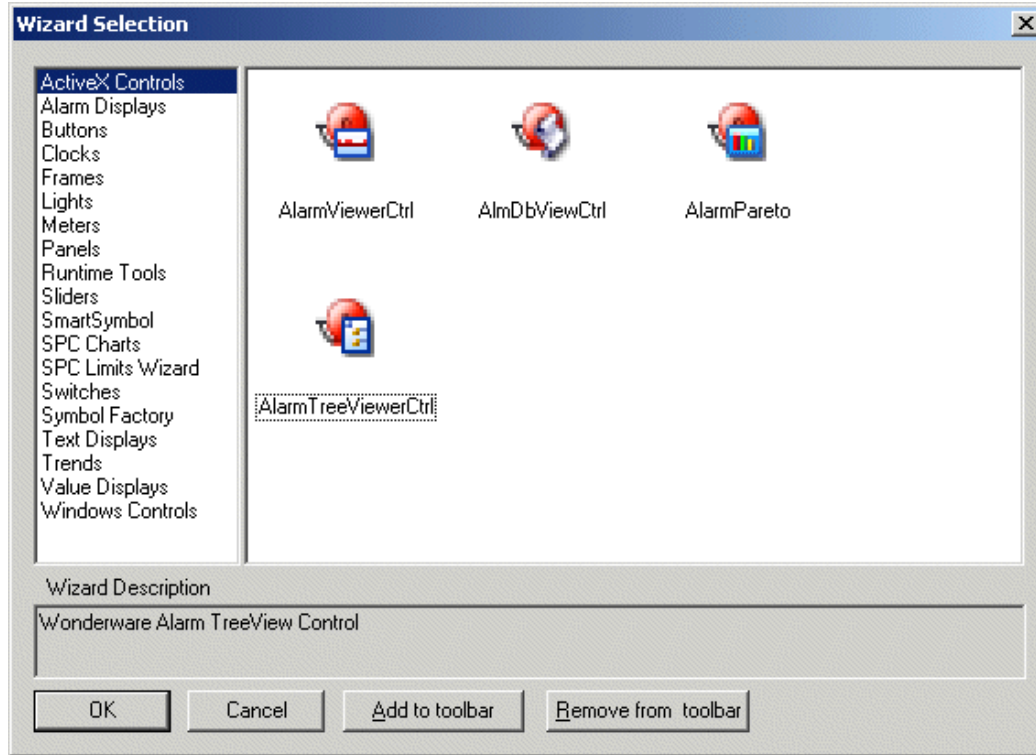 Wizard Selection
ActiveX Controls
Alarm Displays
Buttons
Clocks
Frames
Lights
Meters
Panels
Runtime Tools
Sliders
SmartSymbol
SPC Charts
SPC Limits Wizard
Switches
Symbol Factory
Text Displays
Trends
Value Displays
Windows Controls
AlarmViewerCtrl AlmDbViewCtrl AlarmPareto
AlarmTreeViewerCtrl
Wizard Description
Wonderware Alarm TreeView Control
OK Cancel Add to toolbar Remove from toolbar